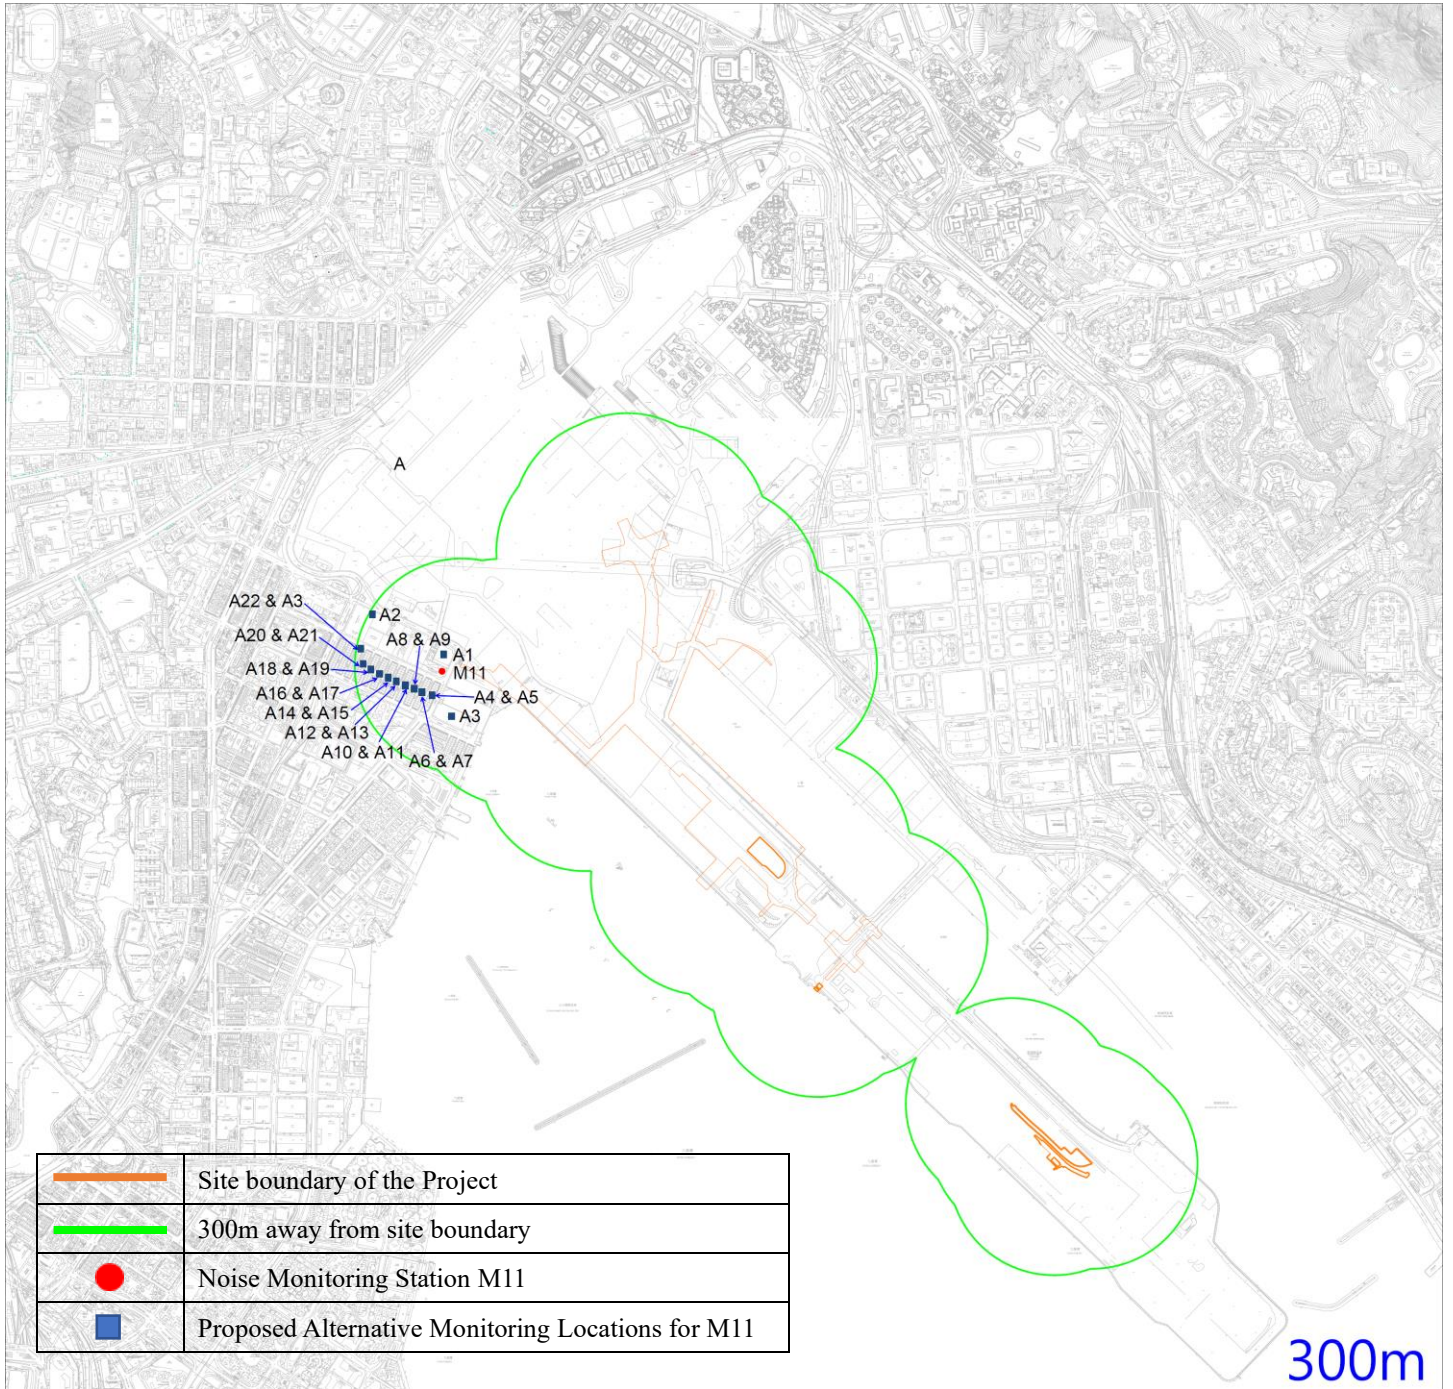 A
A22 & A3
A2
A20 & A21
A8 & A9
A1
A18 & A19
M11
A16 & A17
A4 & A5
A14 & A15
A3
A12 & A13
A10 & A11
A6 & A7
Site boundary of the Project
300m away from site boundary
Noise Monitoring Station M11
Proposed Alternative Monitoring Locations for M11
300m